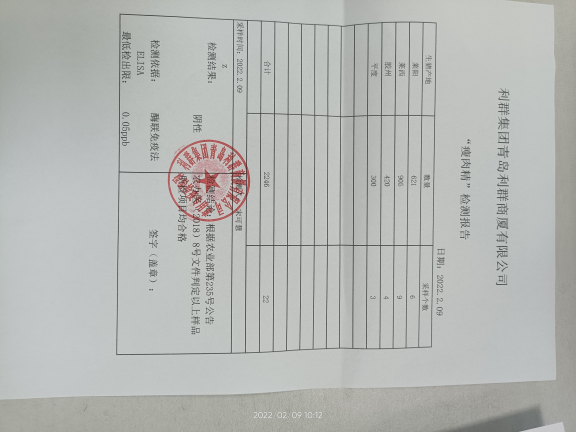 利群集团青岛利群商厦有限公司
“瘦肉精”检测报告
日期：2022.2.09
生猪产地 数量 采样个数
莱阳 621 6
莱西 905 9
胶州 420 4
平度 300 3
合计 2246 22
采样时间：2022.2.09
检测结果： 阴性
检测依据： 酶联免疫法
ELISA
最低检出限： 0.05ppb
根据农业部第235号公告
8号文件判定以上样品
项目均合格
签字（盖章）：
2022.02.09 10:12